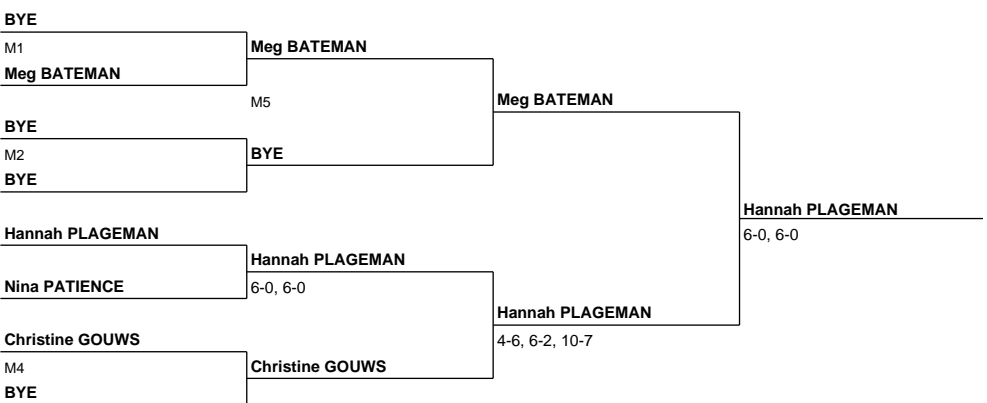 BYE
M1
Meg BATEMAN
Meg BATEMAN
M5
Meg BATEMAN
BYE
M2
BYE
BYE
Hannah PLAGEMAN
6-0, 6-0
Hannah PLAGEMAN
Hannah PLAGEMAN
Nina PATIENCE
6-0, 6-0
Hannah PLAGEMAN
4-6, 6-2, 10-7
Christine GOUWS
M4
Christine GOUWS
BYE